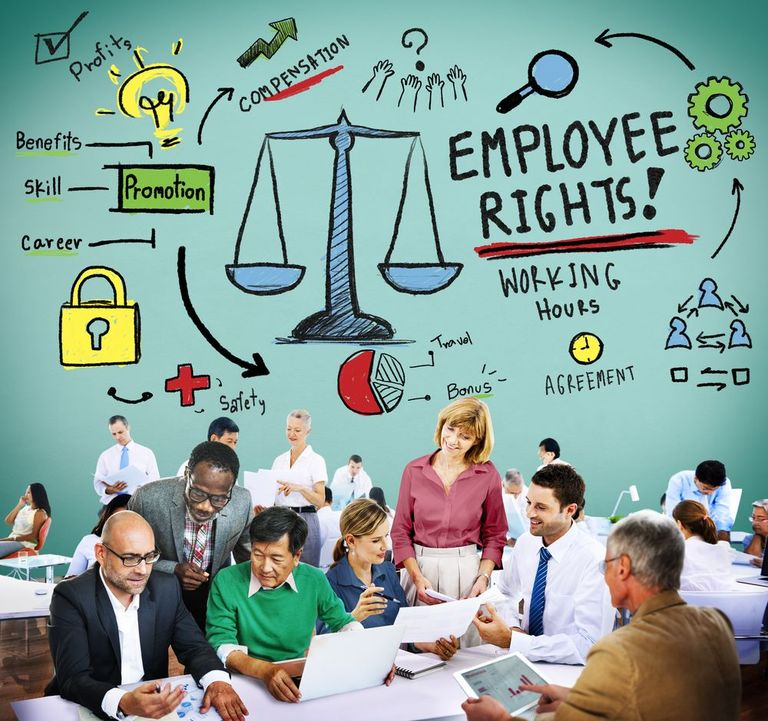 Profits
COMPENSATION
Benefits
Skill
Career
Promotion
?
EMPLOYEE
RIGHTS!
WORKING
HOURS
AGREEMENT
Travel
Bonus
Safety